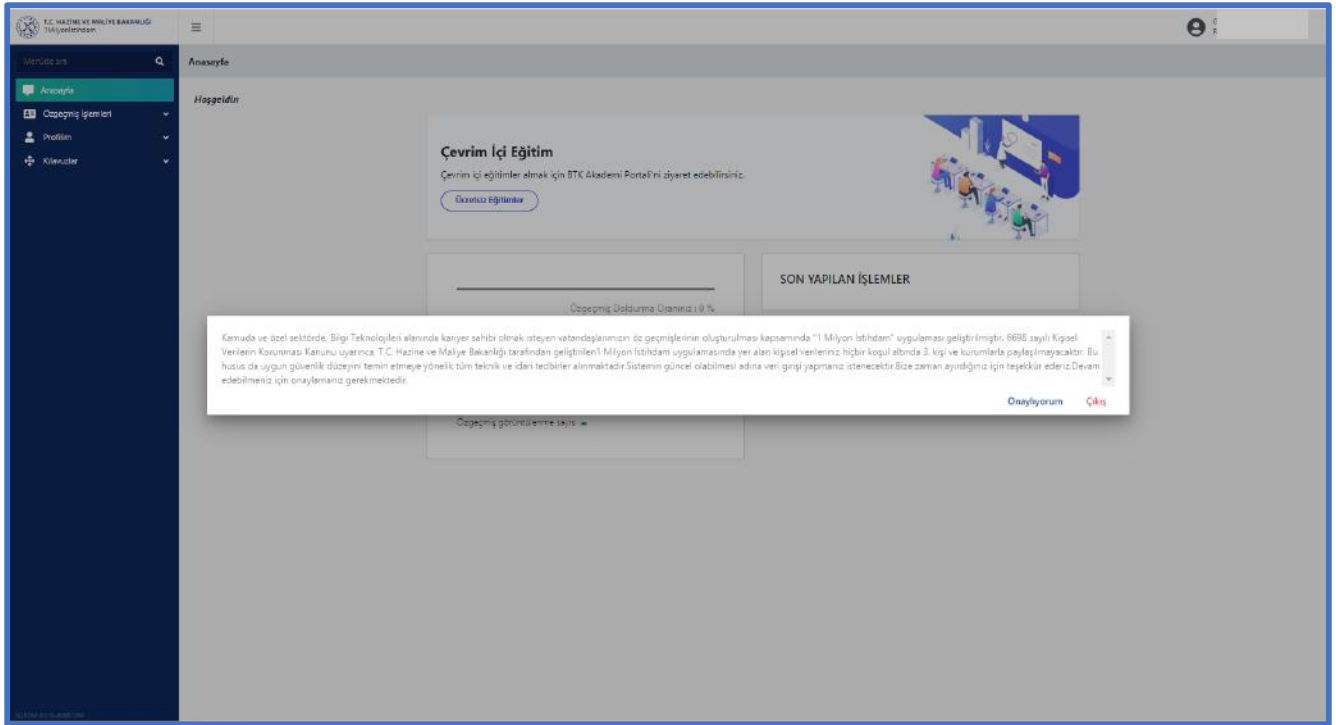 T.C. HAZİNE VE MALİYE BAKANLIĞI
1Milyonistihdam
Menüde ara
Anasayfa
Özgeçmiş İşlemleri
Profilim
Kılavuzlar
Anasayfa
Hoşgeldin
Çevrim İçi Eğitim
Çevrim içi eğitimler almak için BTK Akademi Portali'ni ziyaret edebilirsiniz.
Ücretsiz Eğitimler
SON YAPILAN İŞLEMLER
Özgeçmiş Doldurma Oranınız : 0 %
Kamuda ve özel sektörde, Bilgi Teknolojileri alanında kariyer sahibi olmak isteyen vatandaşlarımızın öz geçmişlerinin oluşturulması kapsamında "1 Milyon İstihdam" uygulaması geliştirilmiştir. 6698 sayılı Kişisel
Verilerin Korunması Kanunu uyarınca, T.C. Hazine ve Maliye Bakanlığı tarafından geliştirilen1 Milyon İstihdam uygulamasında yer alan kişisel verileriniz hiçbir koşul altında 3. kişi ve kurumlarla paylaşılmayacaktır. Bu
husus da uygun güvenlik düzeyini temin etmeye yönelik tüm teknik ve idari tedbirler alınmaktadır.Sistemin güncel olabilmesi adına veri girişi yapmanız istenecektir.Bize zaman ayırdığınız için teşekkür ederiz.Devam
edebilmeniz için onaylamanız gerekmektedir.
Onaylıyorum
Çıkış
Özgeçmiş görüntülenme sayısı